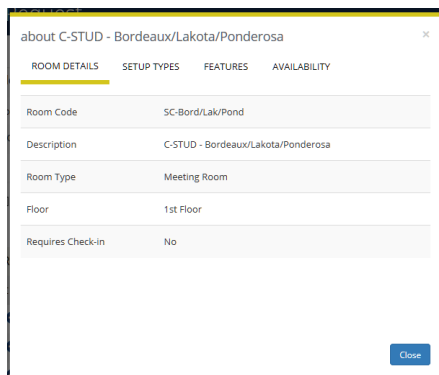 about C-STUD - Bordeaux/Lakota/Ponderosa ×
ROOM DETAILS SETUP TYPES FEATURES AVAILABILITY
Room Code SC-Bord/Lak/Pond
Description C-STUD - Bordeaux/Lakota/Ponderosa
Room Type Meeting Room
Floor 1st Floor
Requires Check-in No
Close